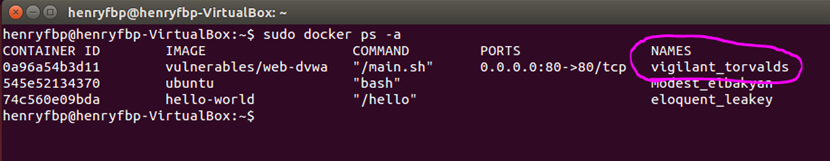 henryfbp@henryfbp-VirtualBox: ~
henryfbp@henryfbp-VirtualBox:~$ sudo docker ps -a
CONTAINER ID IMAGE COMMAND PORTS NAMES
0a96a54b3d11 vulnerables/web-dvwa "/main.sh" 0.0.0.0:80->80/tcp vigilant_torvalds
545e52134370 ubuntu "bash" modest_elbakyan
74c560e09bda hello-world "/hello" eloquent_leakey
henryfbp@henryfbp-VirtualBox:~$